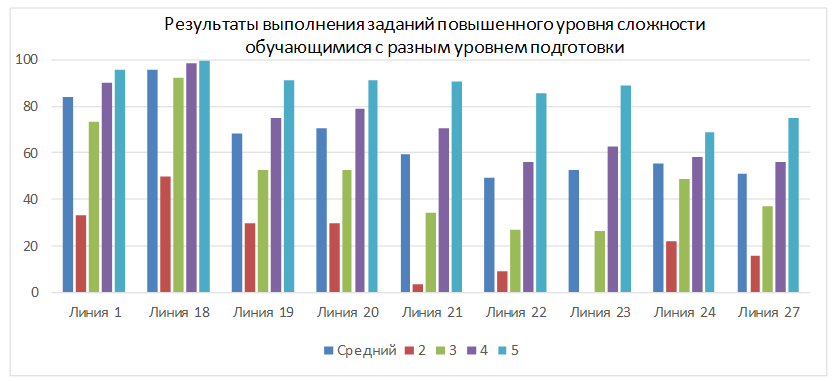 Результаты выполнения заданий повышенного уровня сложности
обучающимися с разным уровнем подготовки
100
80
60
40
20
0
Линия 1 Линия 18 Линия 19 Линия 20 Линия 21 Линия 22 Линия 23 Линия 24 Линия 27
Средний 2 3 4 5